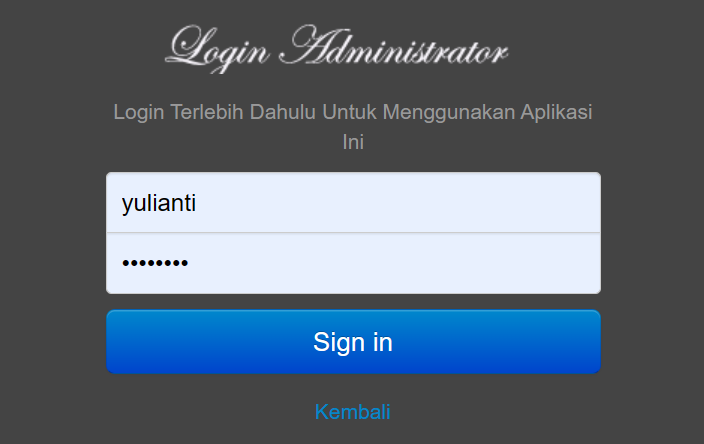 Login Administrator
Login Terlebih Dahulu Untuk Menggunakan Aplikasi
Ini
yulianti
••••••••
Sign in
Kembali